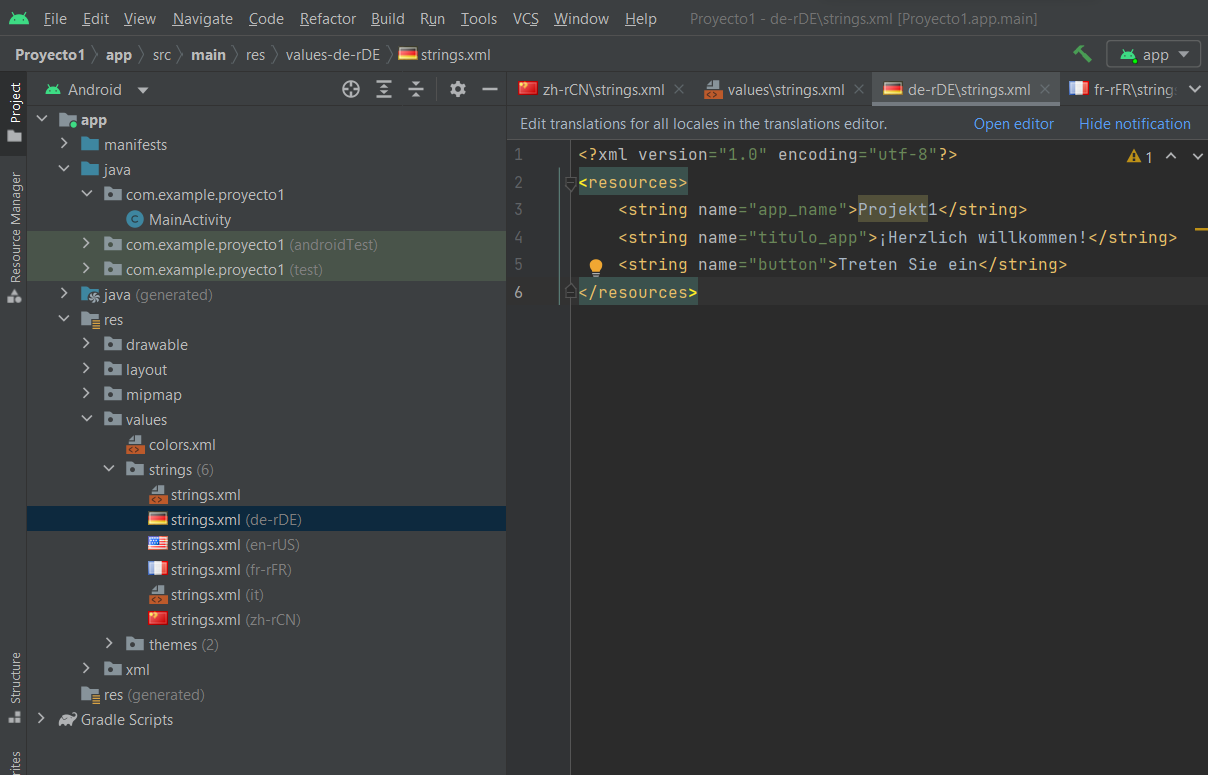 File Edit View Navigate Code Refactor Build Run Tools VCS Window Help Proyecto1 - de-rDE\strings.xml [Proyecto1.app.main]
Proyecto1 app src main res values-de-rDE strings.xml app
Project
Resource Manager
Structure
Android
app
manifests
java
com.example.proyecto1
MainActivity
com.example.proyecto1 (androidTest)
com.example.proyecto1 (test)
java (generated)
res
drawable
layout
mipmap
values
colors.xml
strings (6)
strings.xml
strings.xml (de-rDE)
strings.xml (en-rUS)
strings.xml (fr-rFR)
strings.xml (it)
strings.xml (zh-rCN)
themes (2)
xml
res (generated)
Gradle Scripts
zh-rCN\strings.xml values\strings.xml de-rDE\strings.xml fr-rFR\string
Edit translations for all locales in the translations editor. Open editor Hide notification
1 <?xml version="1.0" encoding="utf-8"?> 1
2 <resources>
3 <string name="app_name">Projekt1</string>
4 <string name="titulo_app">¡Herzlich willkommen!</string>
5 <string name="button">Treten Sie ein</string>
6 </resources>